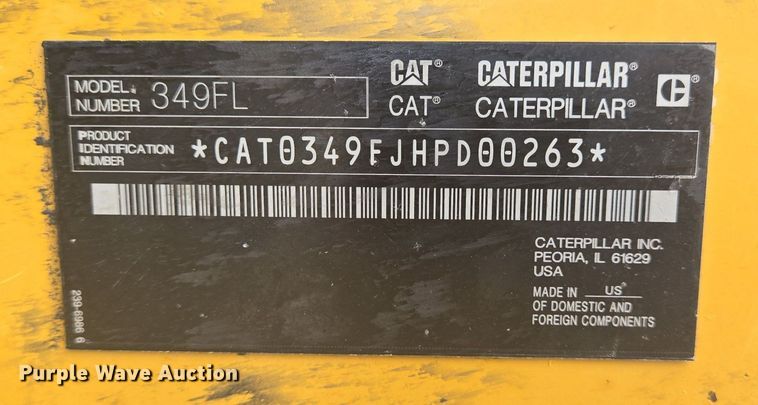 MODEL
NUMBER 349FL
CAT® CATERPILLAR®
CAT® CATERPILLAR®
PRODUCT
IDENTIFICATION
NUMBER
*CAT0349FJHPD00263*
CATERPILLAR INC.
PEORIA, IL 61629
USA
MADE IN US
OF DOMESTIC AND
FOREIGN COMPONENTS
239-6986 6
Purple Wave Auction